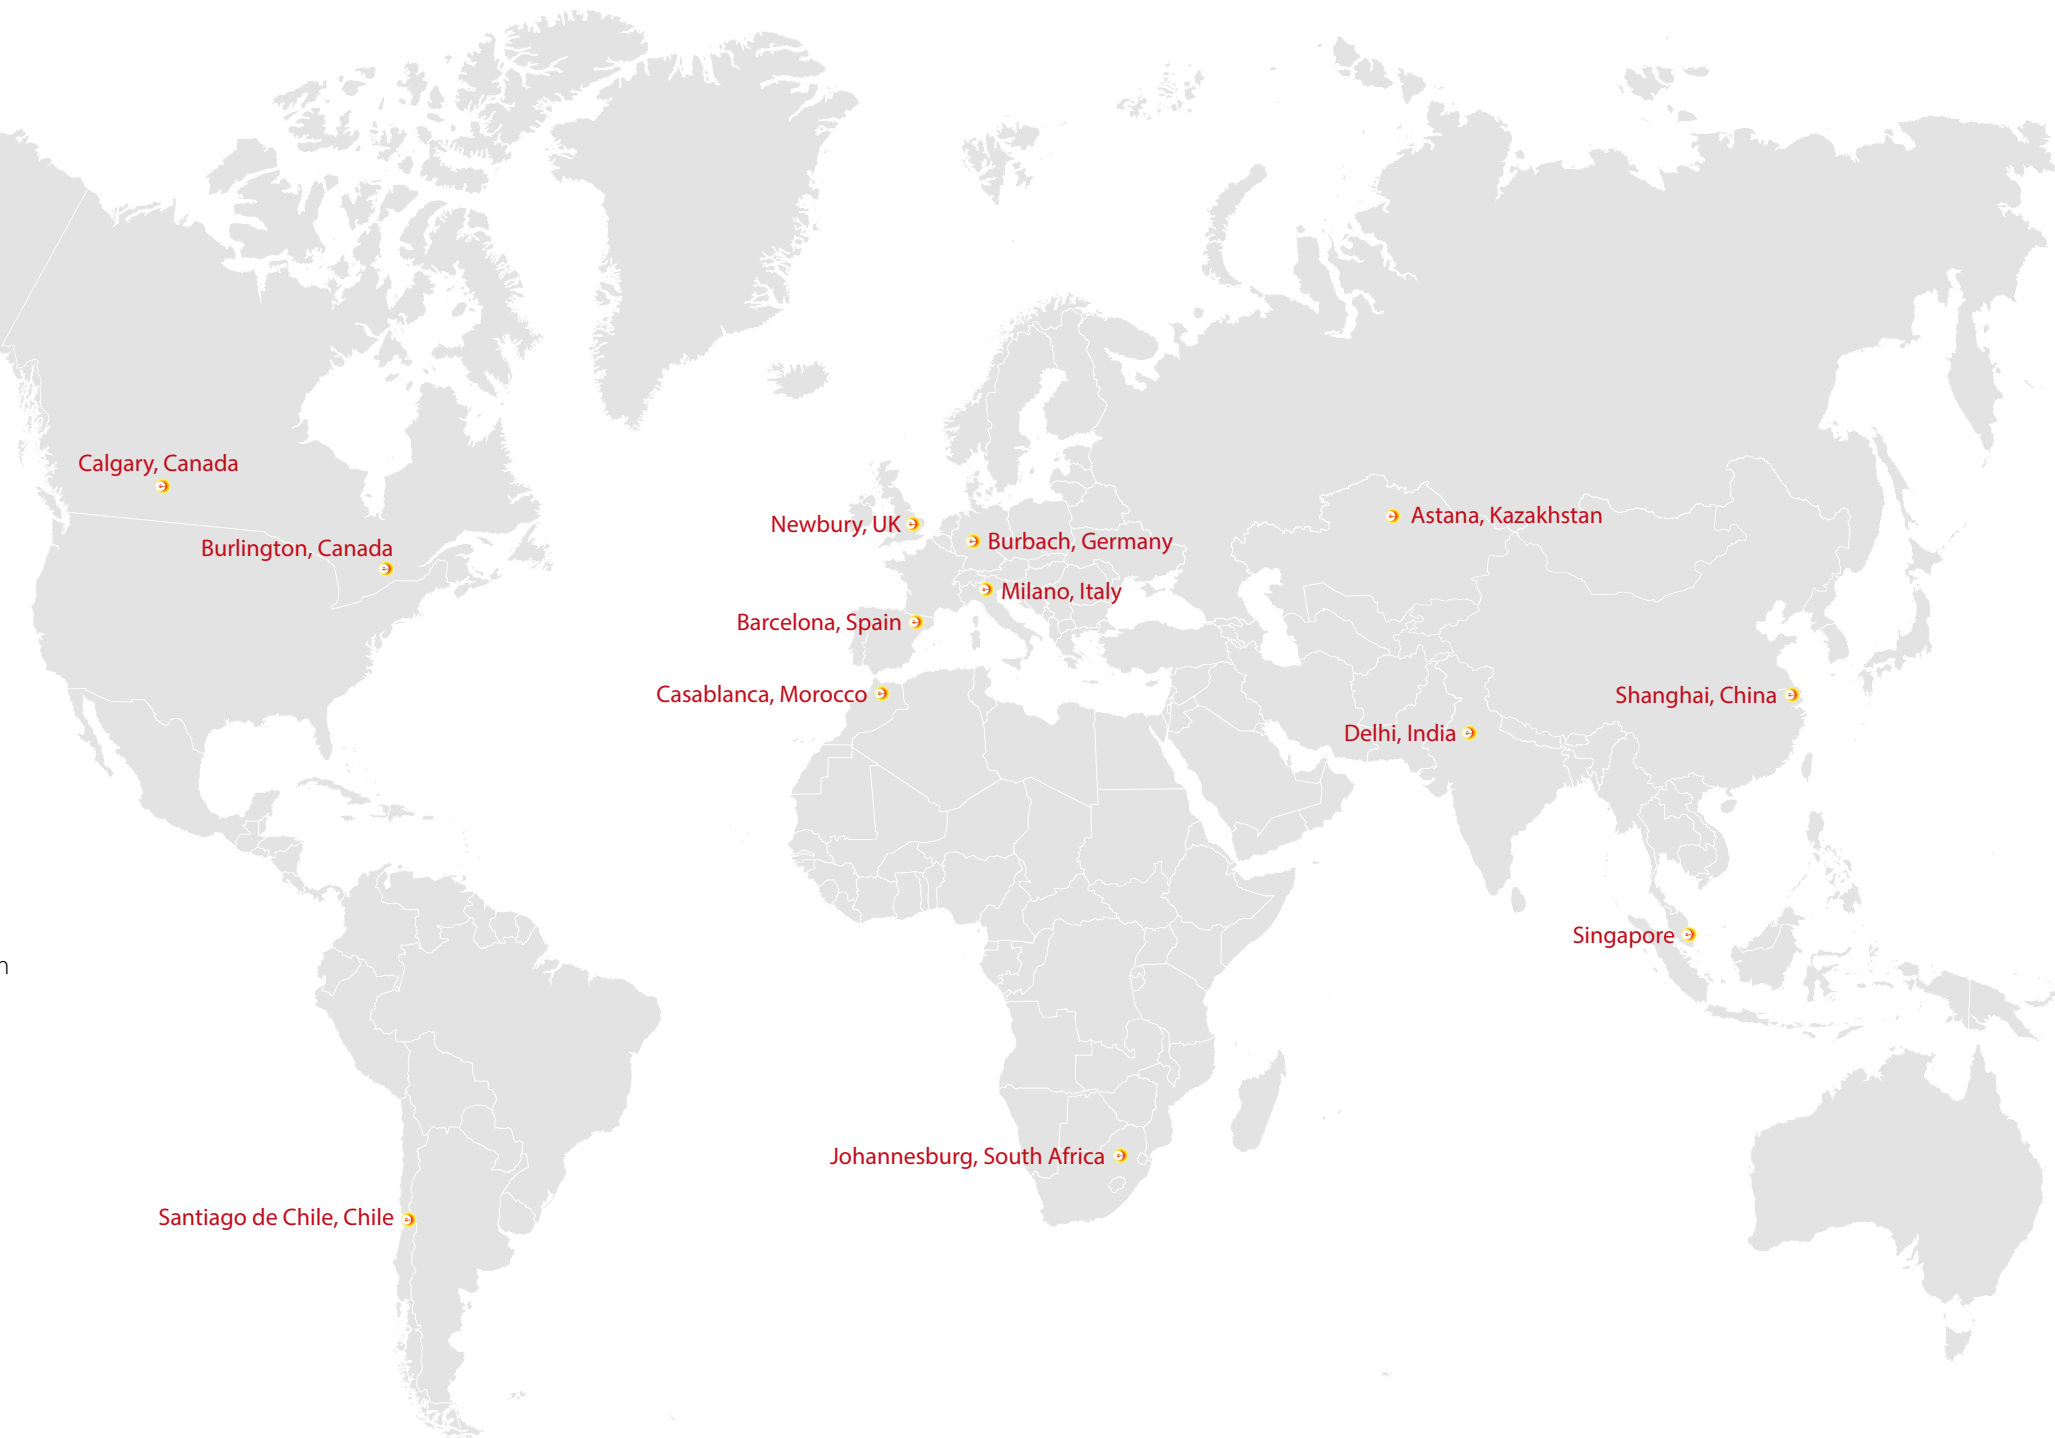 Calgary, Canada
Burlington, Canada
Newbury, UK
Burbach, Germany
Astana, Kazakhstan
Milano, Italy
Barcelona, Spain
Casablanca, Morocco
Shanghai, China
Delhi, India
Singapore
Johannesburg, South Africa
Santiago de Chile, Chile